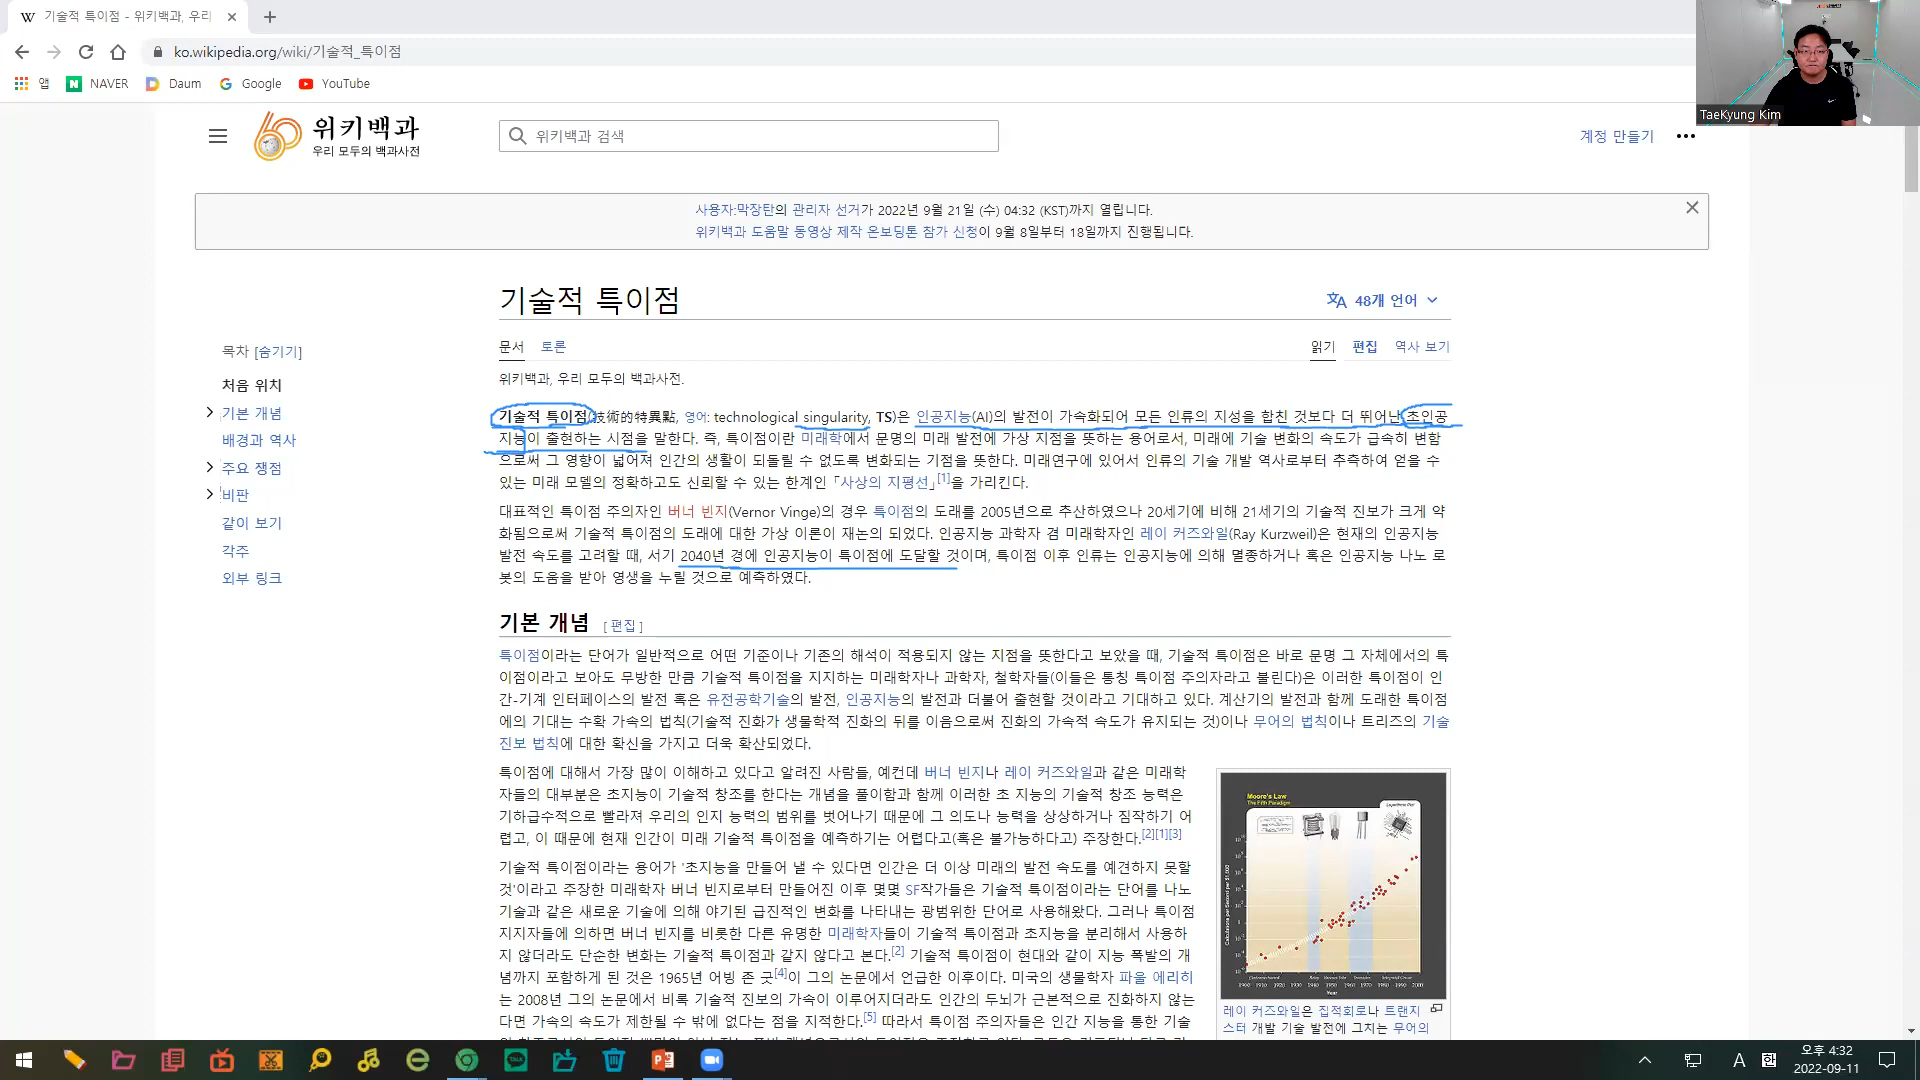 기술적 특이점 - 위키백과, 우리
ko.wikipedia.org/wiki/기술적_특이점
앱 NAVER Daum Google YouTube
TaeKyung Kim
위키백과
우리 모두의 백과사전
위키백과 검색
계정 만들기
사용자:막장탄의 관리자 선거가 2022년 9월 21일 (수) 04:32 (KST)까지 열립니다.
위키백과 도움말 동영상 제작 온보딩톤 참가 신청이 9월 8일부터 18일까지 진행됩니다.
기술적 특이점
48개 언어
문서 토론
읽기 편집 역사 보기
목차 [숨기기]
처음 위치
기본 개념
배경과 역사
주요 쟁점
비판
같이 보기
각주
외부 링크
위키백과, 우리 모두의 백과사전.
기술적 특이점(技術的特異點, 영어: technological singularity, TS)은 인공지능(AI)의 발전이 가속화되어 모든 인류의 지성을 합친 것보다 더 뛰어난 초인공
지능이 출현하는 시점을 말한다. 즉, 특이점이란 미래학에서 문명의 미래 발전에 가상 지점을 뜻하는 용어로서, 미래에 기술 변화의 속도가 급속히 변함
으로써 그 영향이 넓어져 인간의 생활이 되돌릴 수 없도록 변화되는 기점을 뜻한다. 미래연구에 있어서 인류의 기술 개발 역사로부터 추측하여 얻을 수
있는 미래 모델의 정확하고도 신뢰할 수 있는 한계인 「사상의 지평선」[1]을 가리킨다.
대표적인 특이점 주의자인 버너 빈지(Vernor Vinge)의 경우 특이점의 도래를 2005년으로 추산하였으나 20세기에 비해 21세기의 기술적 진보가 크게 약
화됨으로써 기술적 특이점의 도래에 대한 가상 이론이 재논의 되었다. 인공지능 과학자 겸 미래학자인 레이 커즈와일(Ray Kurzweil)은 현재의 인공지능
발전 속도를 고려할 때, 서기 2040년 경에 인공지능이 특이점에 도달할 것이며, 특이점 이후 인류는 인공지능에 의해 멸종하거나 혹은 인공지능 나노 로
봇의 도움을 받아 영생을 누릴 것으로 예측하였다.
기본 개념 [ 편집 ]
특이점이라는 단어가 일반적으로 어떤 기준이나 기존의 해석이 적용되지 않는 지점을 뜻한다고 보았을 때, 기술적 특이점은 바로 문명 그 자체에서의 특
이점이라고 보아도 무방한 만큼 기술적 특이점을 지지하는 미래학자나 과학자, 철학자들(이들은 통칭 특이점 주의자라고 불린다)은 이러한 특이점이 인
간-기계 인터페이스의 발전 혹은 유전공학기술의 발전, 인공지능의 발전과 더불어 출현할 것이라고 기대하고 있다. 계산기의 발전과 함께 도래한 특이점
에의 기대는 수확 가속의 법칙(기술적 진화가 생물학적 진화의 뒤를 이음으로써 진화의 가속적 속도가 유지되는 것)이나 무어의 법칙이나 트리즈의 기술
진보 법칙에 대한 확신을 가지고 더욱 확산되었다.
특이점에 대해서 가장 많이 이해하고 있다고 알려진 사람들, 예컨데 버너 빈지나 레이 커즈와일과 같은 미래학
자들의 대부분은 초지능이 기술적 창조를 한다는 개념을 풀이함과 함께 이러한 초 지능의 기술적 창조 능력은
기하급수적으로 빨라져 우리의 인지 능력의 범위를 벗어나기 때문에 그 의도나 능력을 상상하거나 짐작하기 어
렵고, 이 때문에 현재 인간이 미래 기술적 특이점을 예측하기는 어렵다고(혹은 불가능하다고) 주장한다.[2][1][3]
기술적 특이점이라는 용어가 '초지능을 만들어 낼 수 있다면 인간은 더 이상 미래의 발전 속도를 예견하지 못할
것'이라고 주장한 미래학자 버너 빈지로부터 만들어진 이후 몇몇 SF작가들은 기술적 특이점이라는 단어를 나노
기술과 같은 새로운 기술에 의해 야기된 급진적인 변화를 나타내는 광범위한 단어로 사용해왔다. 그러나 특이점
지지자들에 의하면 버너 빈지를 비롯한 다른 유명한 미래학자들이 기술적 특이점과 초지능을 분리해서 사용하
지 않더라도 단순한 변화는 기술적 특이점과 같지 않다고 본다.[2] 기술적 특이점이 현대와 같이 지능 폭발의 개
념까지 포함하게 된 것은 1965년 어빙 존 굿[4]이 그의 논문에서 언급한 이후이다. 미국의 생물학자 파울 에리히
는 2008년 그의 논문에서 비록 기술적 진보의 가속이 이루어지더라도 인간의 두뇌가 근본적으로 진화하지 않는
다면 가속의 속도가 제한될 수 밖에 없다는 점을 지적한다.[5] 따라서 특이점 주의자들은 인간 지능을 통한 기술
Moore's Law
The Fifth Paradigm
Logarithmic Plot
Calculations per Second per $1,000
1900 1910 1920 1930 1940 1950 1960 1970 1980 1990 2000
Year
레이 커즈와일은 집적회로나 트랜지
스터 개발 기술 발전에 그치는 무어의
A 한
오후 4:32
2022-09-11